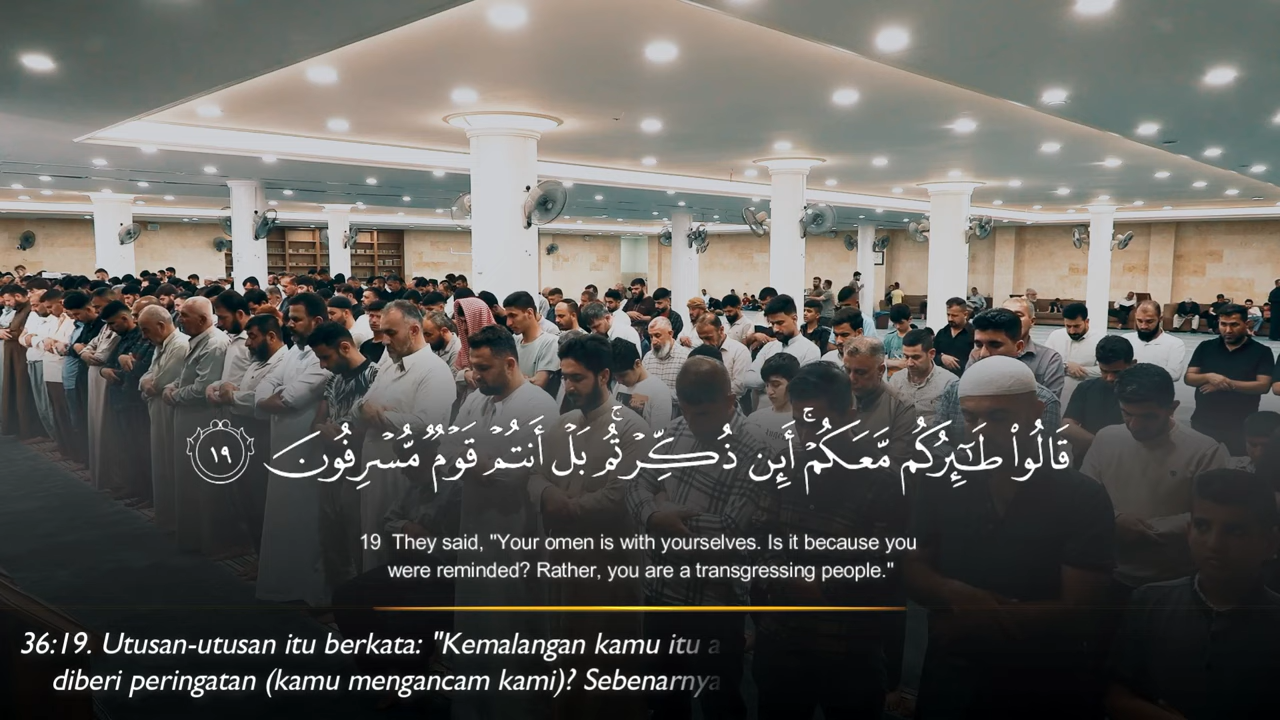 قَالُوا۟ طَـٰٓئِرُكُم مَّعَكُمْ ۚ أَئِن ذُكِّرْتُم ۚ بَلْ أَنتُمْ قَوْمٌ مُّسْرِفُونَ ١٩
19 They said, "Your omen is with yourselves. Is it because you
were reminded? Rather, you are a transgressing people."
36:19. Utusan-utusan itu berkata: "Kemalangan kamu itu a
diberi peringatan (kamu mengancam kami)? Sebenarnya